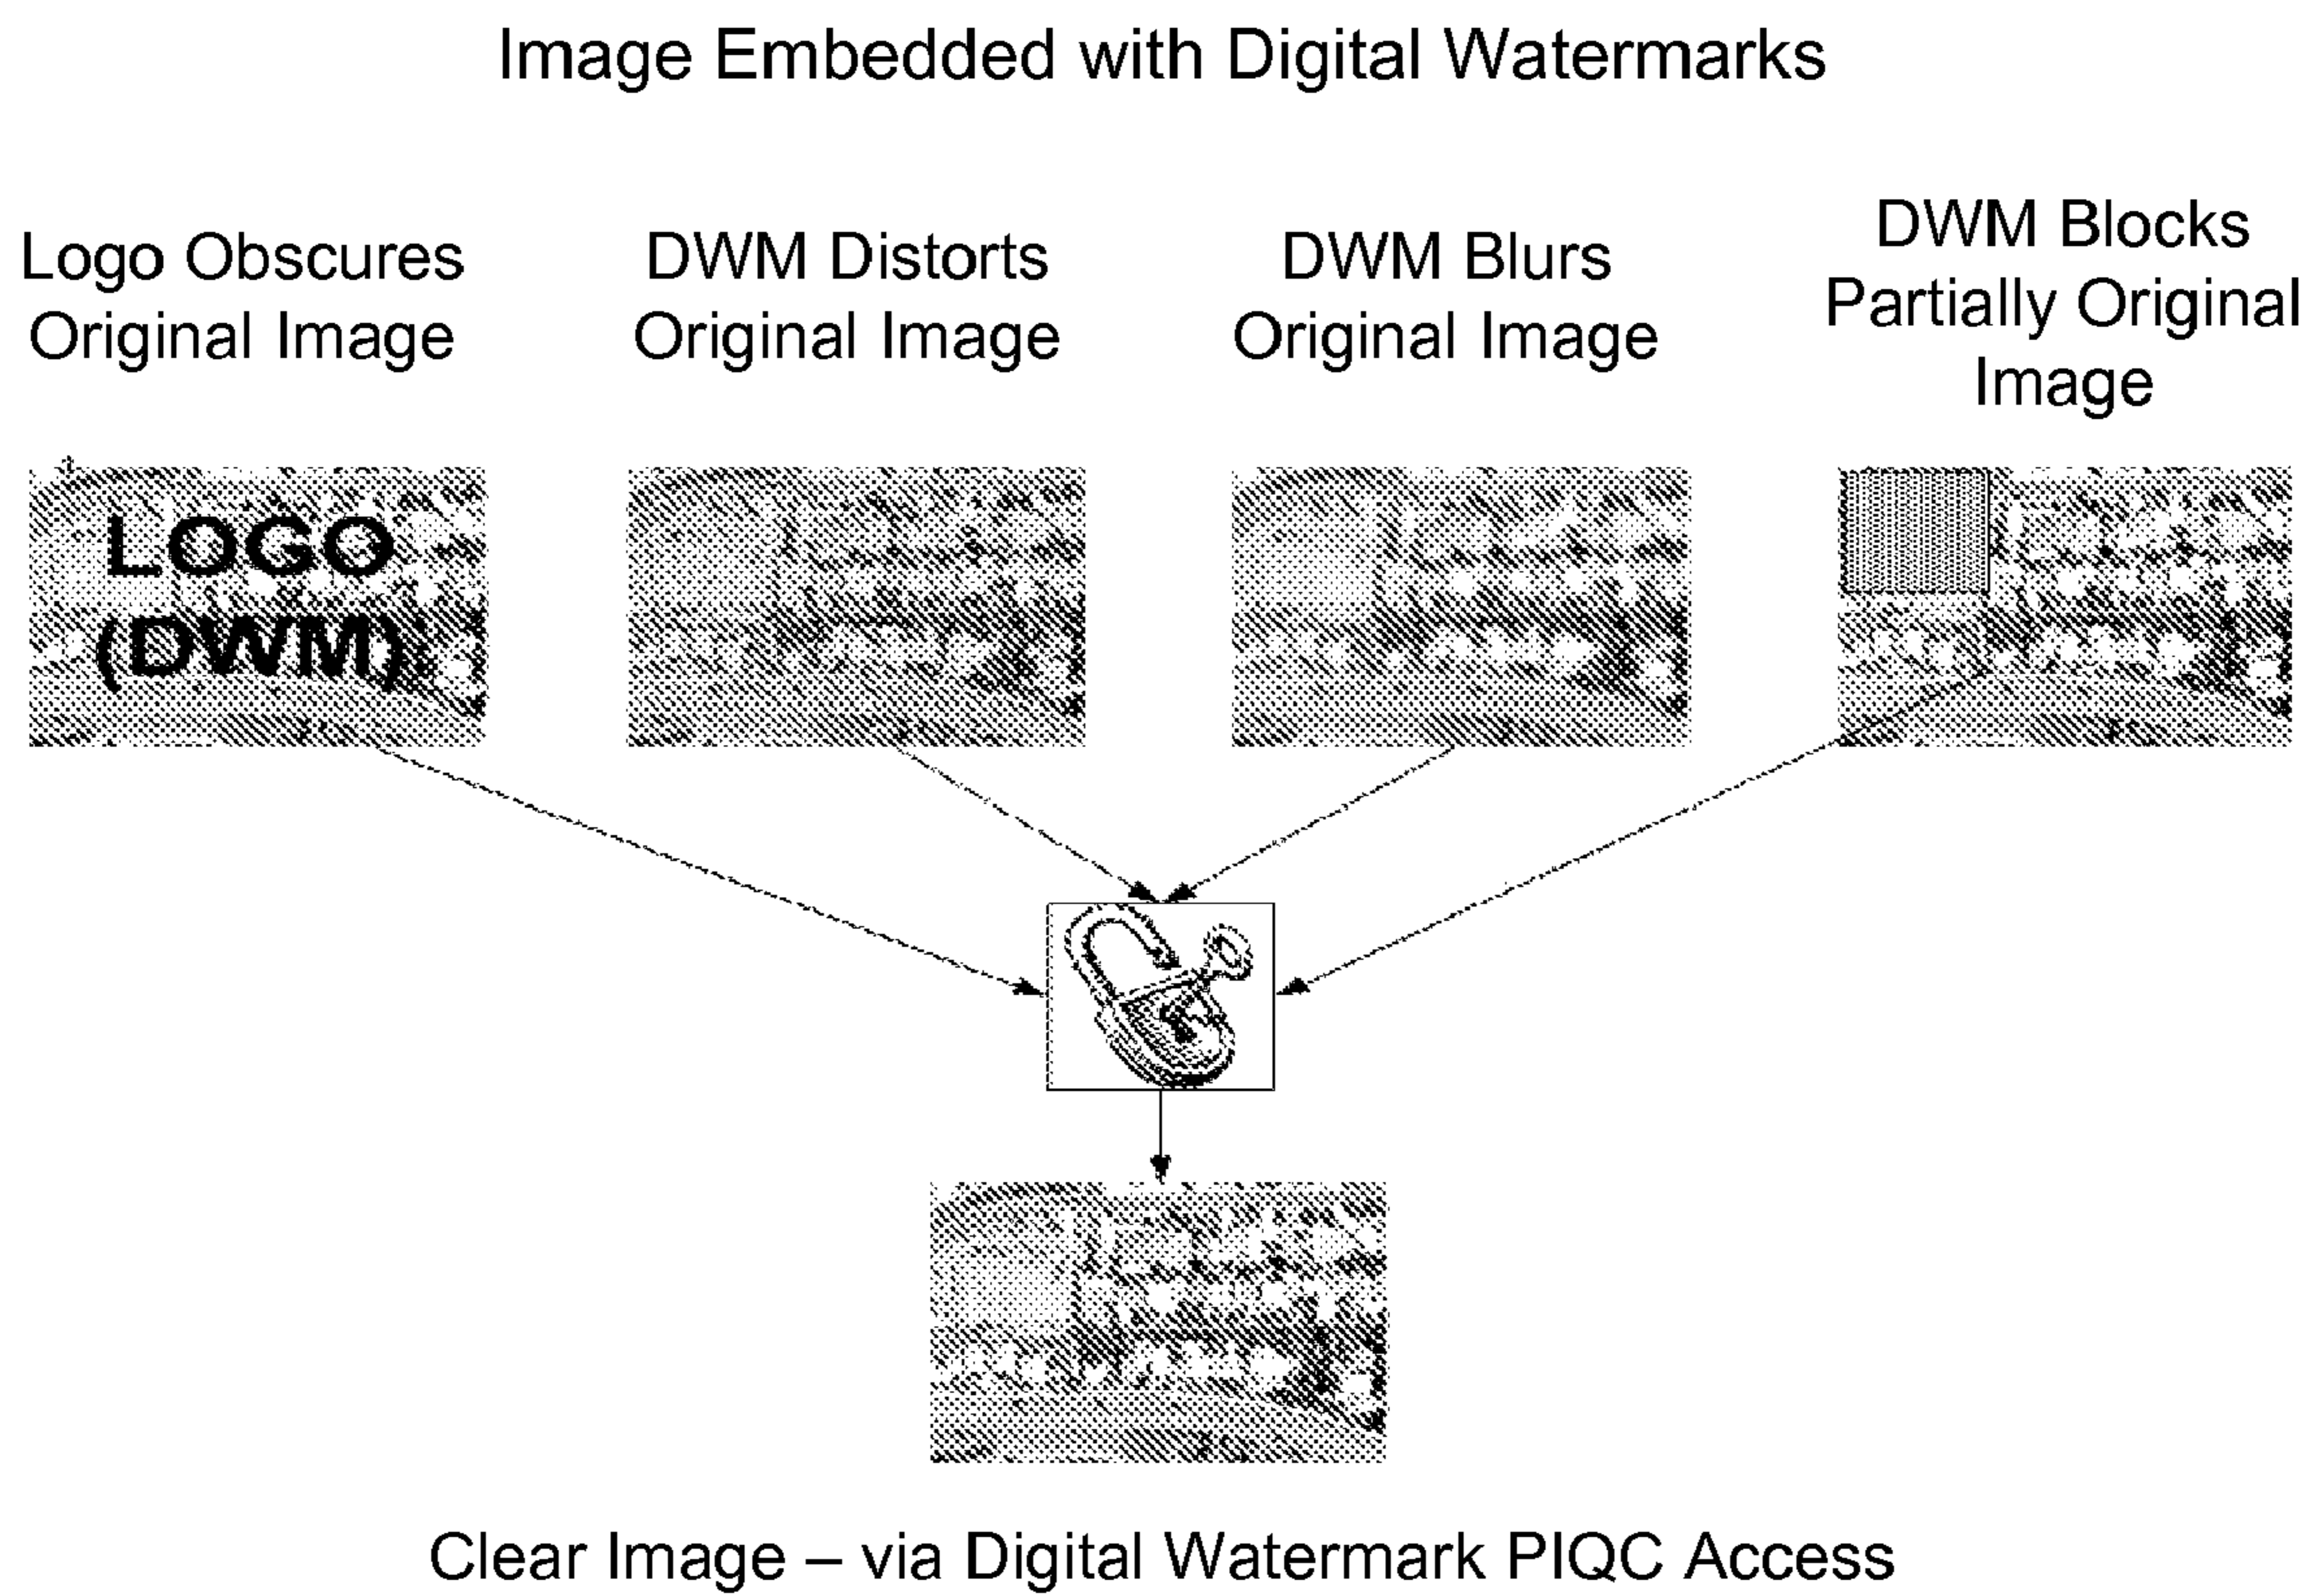 Image Embedded with Digital Watermarks
Logo Obscures
Original Image
DWM Distorts
Original Image
DWM Blurs
Original Image
DWM Blocks
Partially Original
Image
LOGO
(DWM)
Clear Image – via Digital Watermark PIQC Access